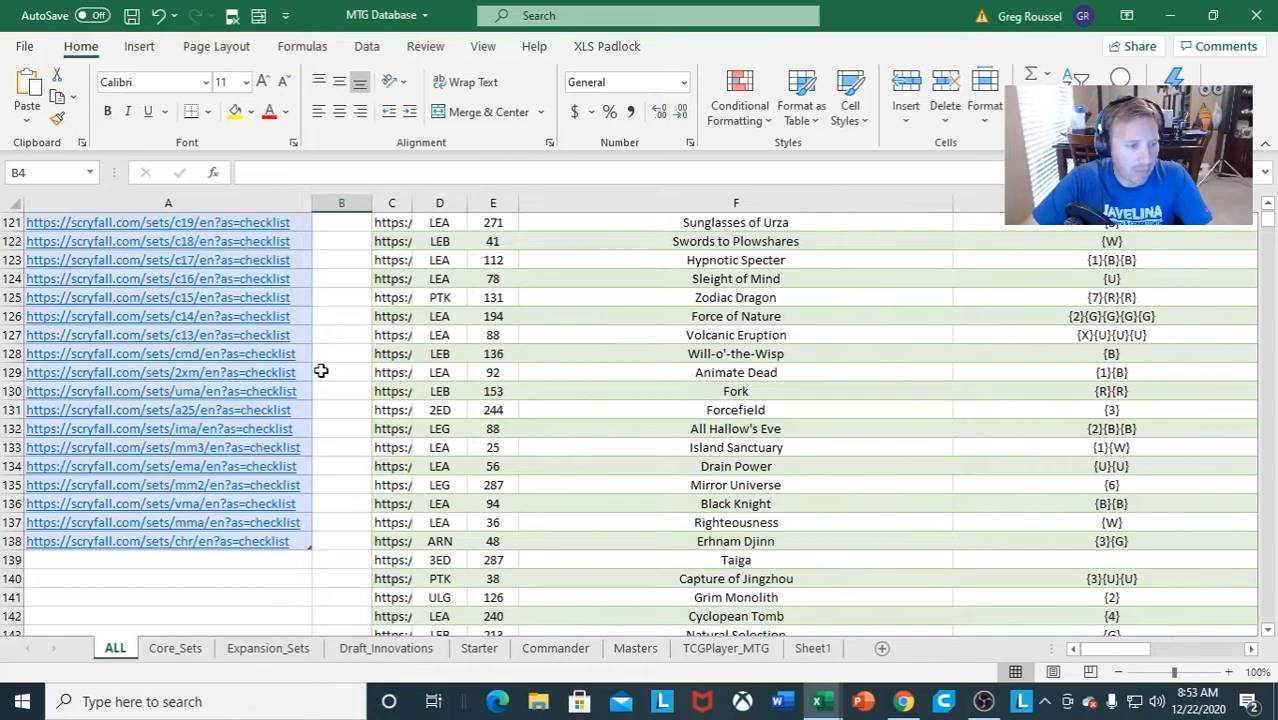 AutoSave Off MTG Database Search Greg Roussel GR
File Home Insert Page Layout Formulas Data Review View Help XLS Padlock Share Comments
Paste Calibri 11 Wrap Text General
B I U Merge & Center Conditional Formatting Format as Table Cell Styles Insert Delete Format
Font Alignment Number Styles Cells
B4
A B C D E F
121 https://scryfall.com/sets/c19/en?as=checklist https:/ LEA 271 Sunglasses of Urza
122 https://scryfall.com/sets/c18/en?as=checklist https:/ LEB 41 Swords to Plowshares {W}
123 https://scryfall.com/sets/c17/en?as=checklist https:/ LEA 112 Hypnotic Specter {1}{B}{B}
124 https://scryfall.com/sets/c16/en?as=checklist https:/ LEA 78 Sleight of Mind {U}
125 https://scryfall.com/sets/c15/en?as=checklist https:/ PTK 131 Zodiac Dragon {7}{R}{R}
126 https://scryfall.com/sets/c14/en?as=checklist https:/ LEA 194 Force of Nature {2}{G}{G}{G}{G}
127 https://scryfall.com/sets/c13/en?as=checklist https:/ LEA 88 Volcanic Eruption {X}{U}{U}{U}
128 https://scryfall.com/sets/cmd/en?as=checklist https:/ LEB 136 Will-o'-the-Wisp {B}
129 https://scryfall.com/sets/2xm/en?as=checklist https:/ LEA 92 Animate Dead {1}{B}
130 https://scryfall.com/sets/uma/en?as=checklist https:/ LEB 153 Fork {R}{R}
131 https://scryfall.com/sets/a25/en?as=checklist https:/ 2ED 244 Forcefield {3}
132 https://scryfall.com/sets/ima/en?as=checklist https:/ LEG 88 All Hallow's Eve {2}{B}{B}
133 https://scryfall.com/sets/mm3/en?as=checklist https:/ LEA 25 Island Sanctuary {1}{W}
134 https://scryfall.com/sets/ema/en?as=checklist https:/ LEA 56 Drain Power {U}{U}
135 https://scryfall.com/sets/mm2/en?as=checklist https:/ LEG 287 Mirror Universe {6}
136 https://scryfall.com/sets/vma/en?as=checklist https:/ LEA 94 Black Knight {B}{B}
137 https://scryfall.com/sets/mma/en?as=checklist https:/ LEA 36 Righteousness {W}
138 https://scryfall.com/sets/chr/en?as=checklist https:/ ARN 48 Erhnam Djinn {3}{G}
139 https:/ 3ED 287 Taiga
140 https:/ PTK 38 Capture of Jingzhou {3}{U}{U}
141 https:/ ULG 126 Grim Monolith {2}
142 https:/ LEA 240 Cyclopean Tomb {4}
143 https:/ LEB 213 Natural Selection {G}
ALL Core_Sets Expansion_Sets Draft_Innovations Starter Commander Masters TCGPlayer_MTG Sheet1
100%
Type here to search 8:53 AM
12/22/2020